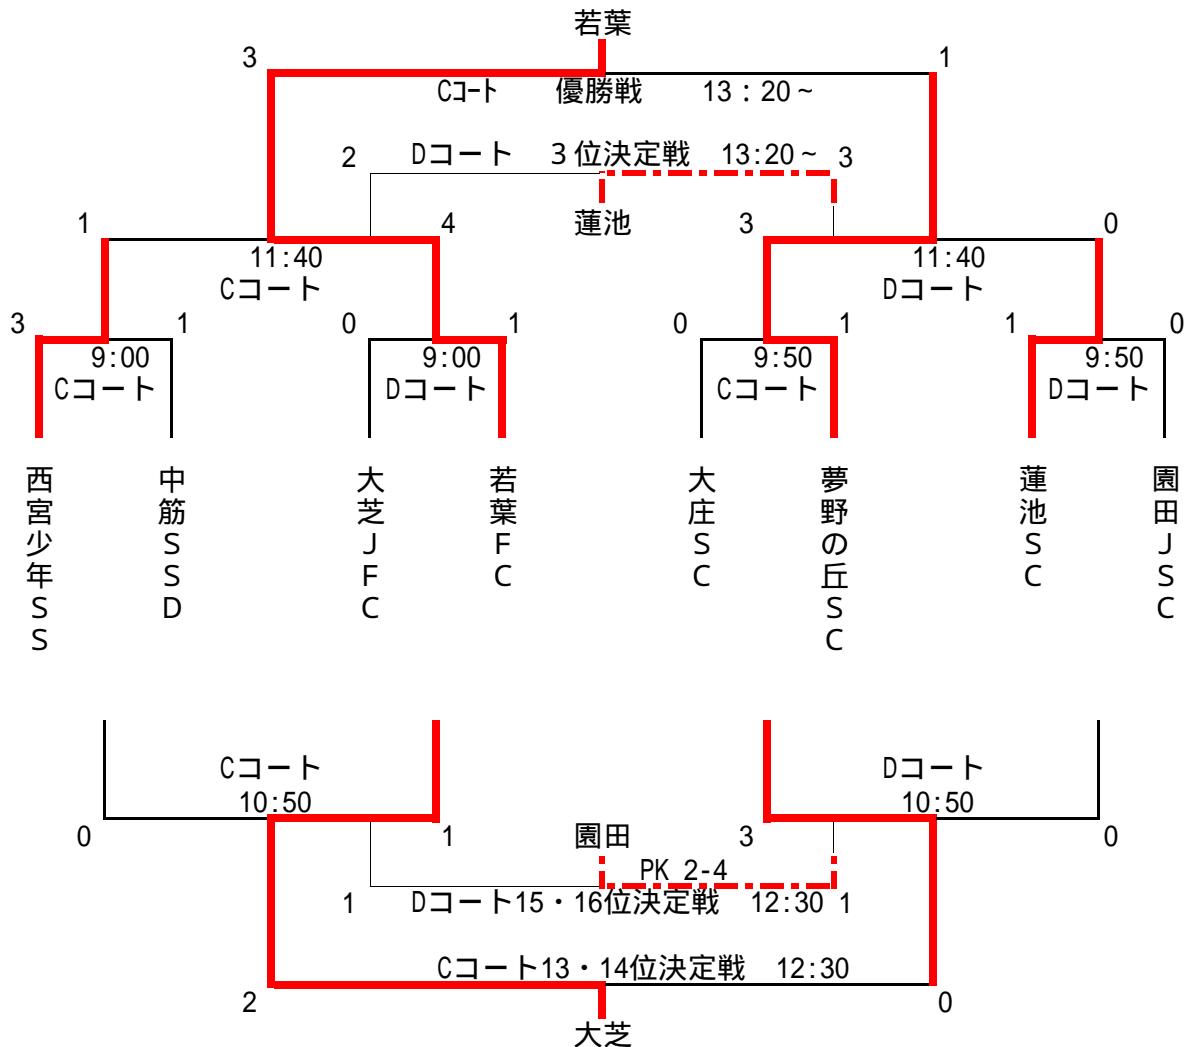 若葉
3 1
Cコート 優勝戦 13：20～
2 Dコート ３位決定戦 13:20～ 3
蓮池
1 4 3 0
11:40 11:40
Cコート Dコート
3 1 0 1 0 1 1 0
9:00 9:00 9:50 9:50
Cコート Dコート Cコート Dコート
西宮少年ＳＳ
中筋ＳＳＤ
大芝ＪＦＣ
若葉ＦＣ
大庄ＳＣ
夢野の丘ＳＣ
蓮池ＳＣ
園田ＪＳＣ
Cコート Dコート
10:50 10:50
0 1 園田 3 0
PK 2-4
1 Dコート15・16位決定戦 12:30 1
Cコート13・14位決定戦 12:30
2 0
大芝